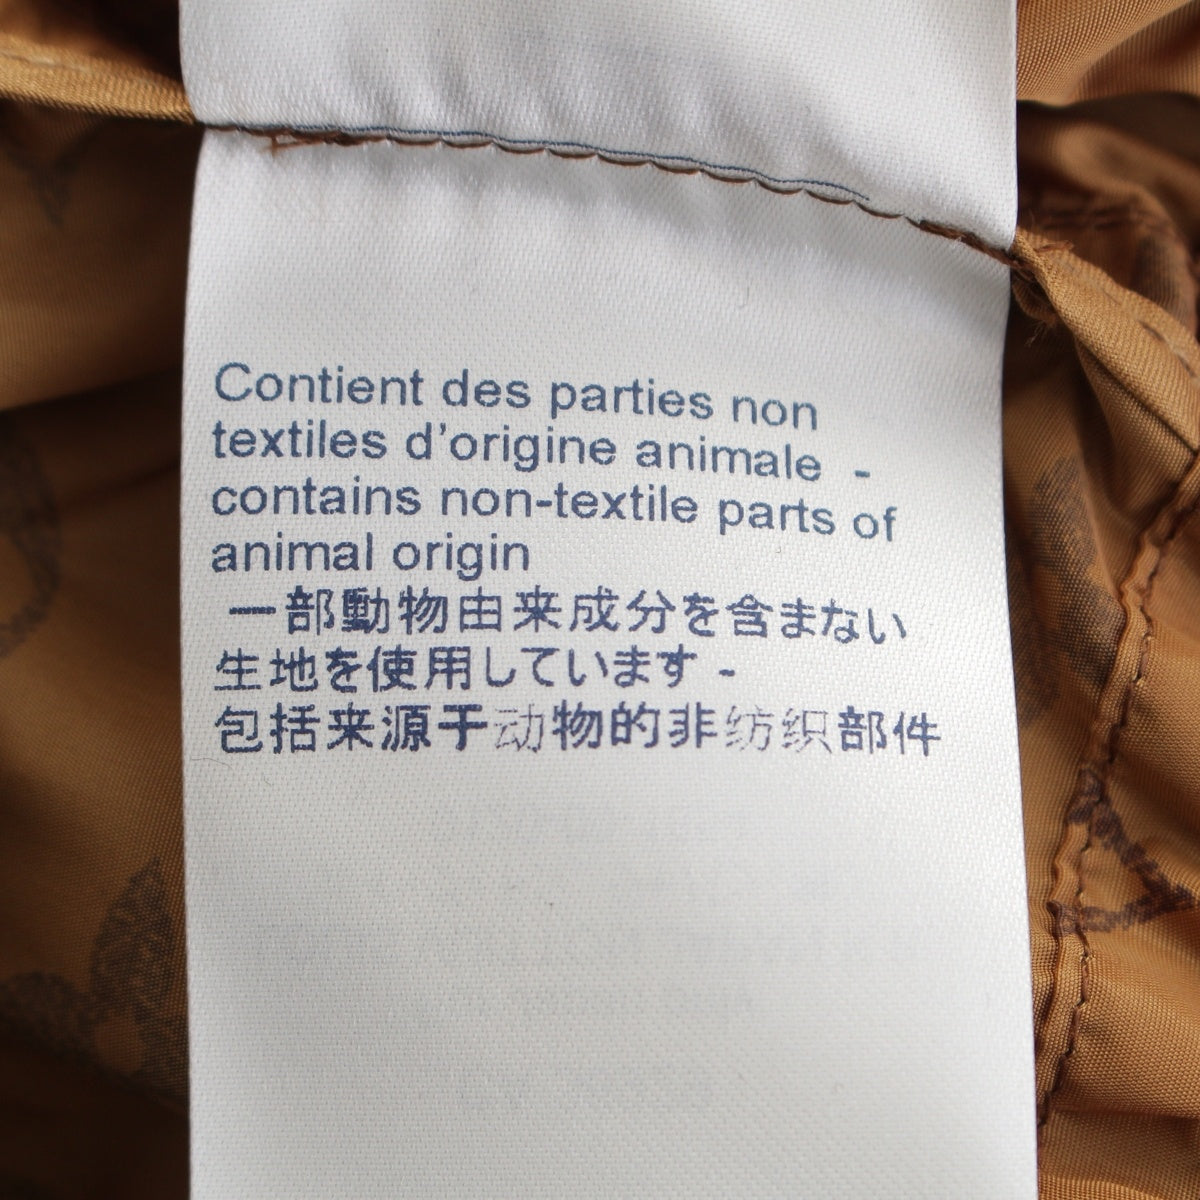 Contient des parties non
textiles d'origine animale -
contains non-textile parts of
animal origin
一部動物由来成分を含まない
生地を使用しています -
包括来源于动物的非纺织部件